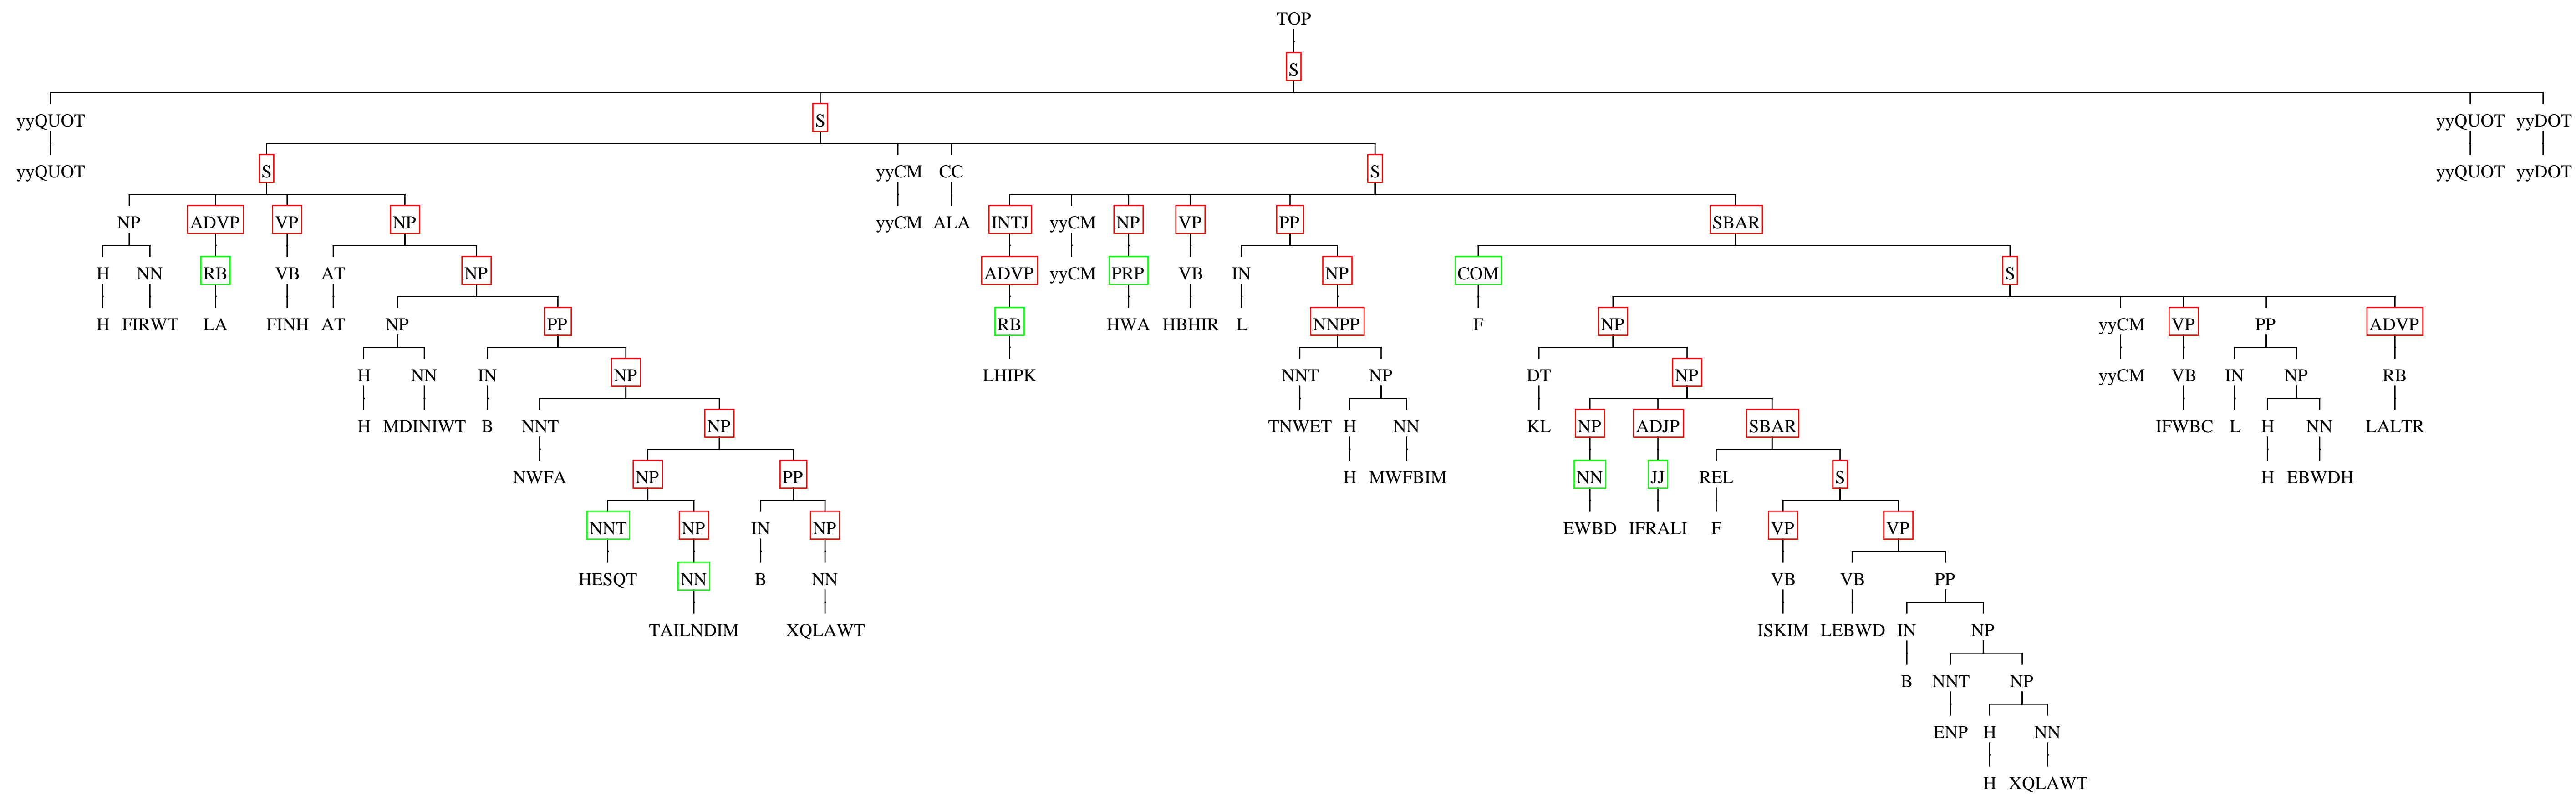 TOP
S
yyQUOT S yyQUOT yyDOT
yyQUOT S yyCM CC S yyQUOT yyDOT
NP ADVP VP NP yyCM ALA INTJ yyCM NP VP PP SBAR
H NN RB VB AT NP ADVP yyCM PRP VB IN NP COM S
H FIRWT LA FINH AT NP PP RB HWA HBHIR L NNPP F NP yyCM VP PP ADVP
H NN IN NP LHIPK NNT NP DT NP yyCM VB IN NP RB
H MDINIWT B NNT NP TNWET H NN KL NP ADJP SBAR IFWBC L H NN LALTR
NWFA NP PP H MWFBIM NN JJ REL S H EBWDH
NNT NP IN NP EWBD IFRALI F VP VP
HESQT NN B NN VB VB PP
TAILNDIM XQLAWT ISKIM LEBWD IN NP
B NNT NP
ENP H NN
H XQLAWT